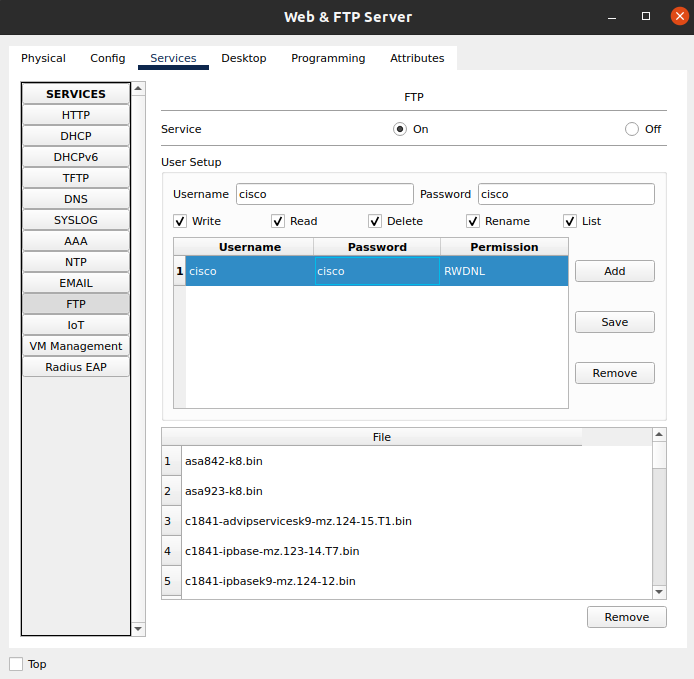 Web & FTP Server
Physical Config Services Desktop Programming Attributes
SERVICES
HTTP
DHCP
DHCPv6
TFTP
DNS
SYSLOG
AAA
NTP
EMAIL
FTP
IoT
VM Management
Radius EAP
FTP
Service On Off
User Setup
Username cisco Password cisco
Write Read Delete Rename List
Username Password Permission
1 cisco cisco RWDNL
Add
Save
Remove
File
1 asa842-k8.bin
2 asa923-k8.bin
3 c1841-advipservicesk9-mz.124-15.T1.bin
4 c1841-ipbase-mz.123-14.T7.bin
5 c1841-ipbasek9-mz.124-12.bin
Remove
Top